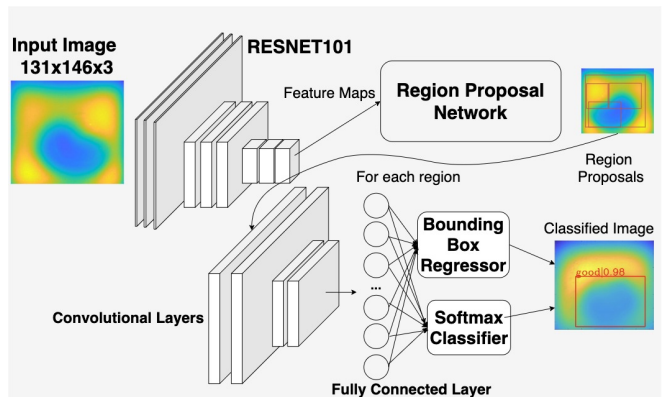 Input Image
131x146x3
RESNET101
Feature Maps
Region Proposal
Network
Region
Proposals
For each region
Bounding
Box
Regressor
Classified Image
good|0.98
Convolutional Layers
...
Softmax
Classifier
Fully Connected Layer